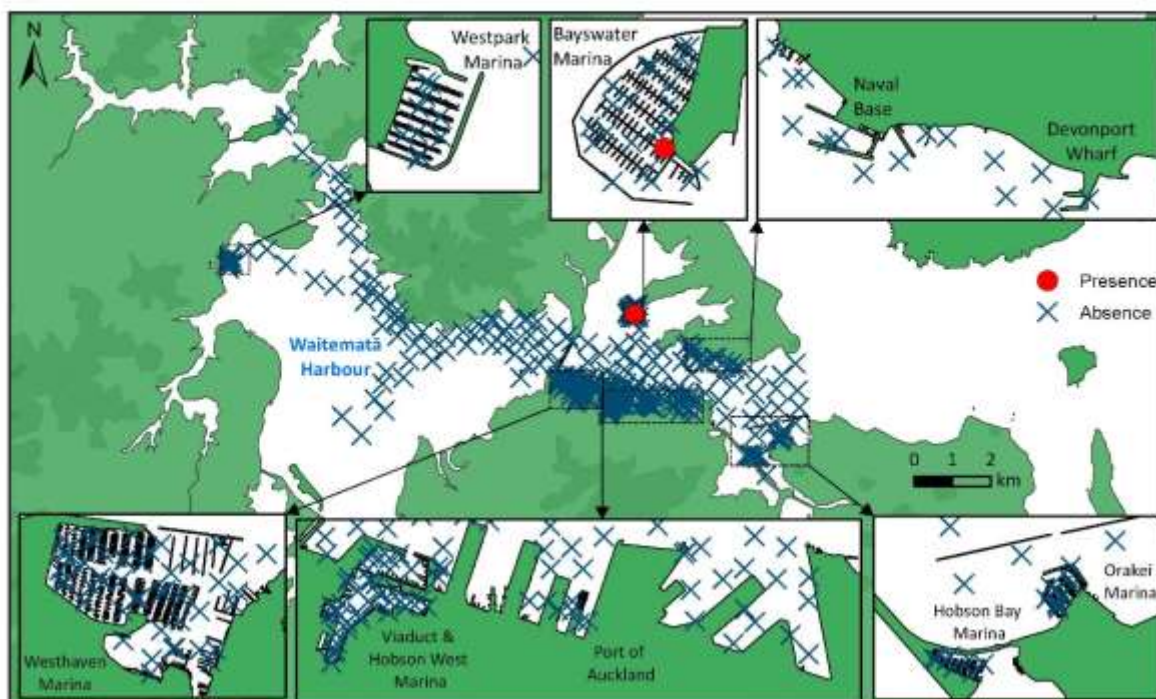 N
Westpark
Marina
Bayswater
Marina
Naval
Base
Devonport
Wharf
Presence
Absence
Waitematā
Harbour
0 1 2
km
Westhaven
Marina
Viaduct &
Hobson West
Marina
Port of
Auckland
Hobson Bay
Marina
Orakei
Marina